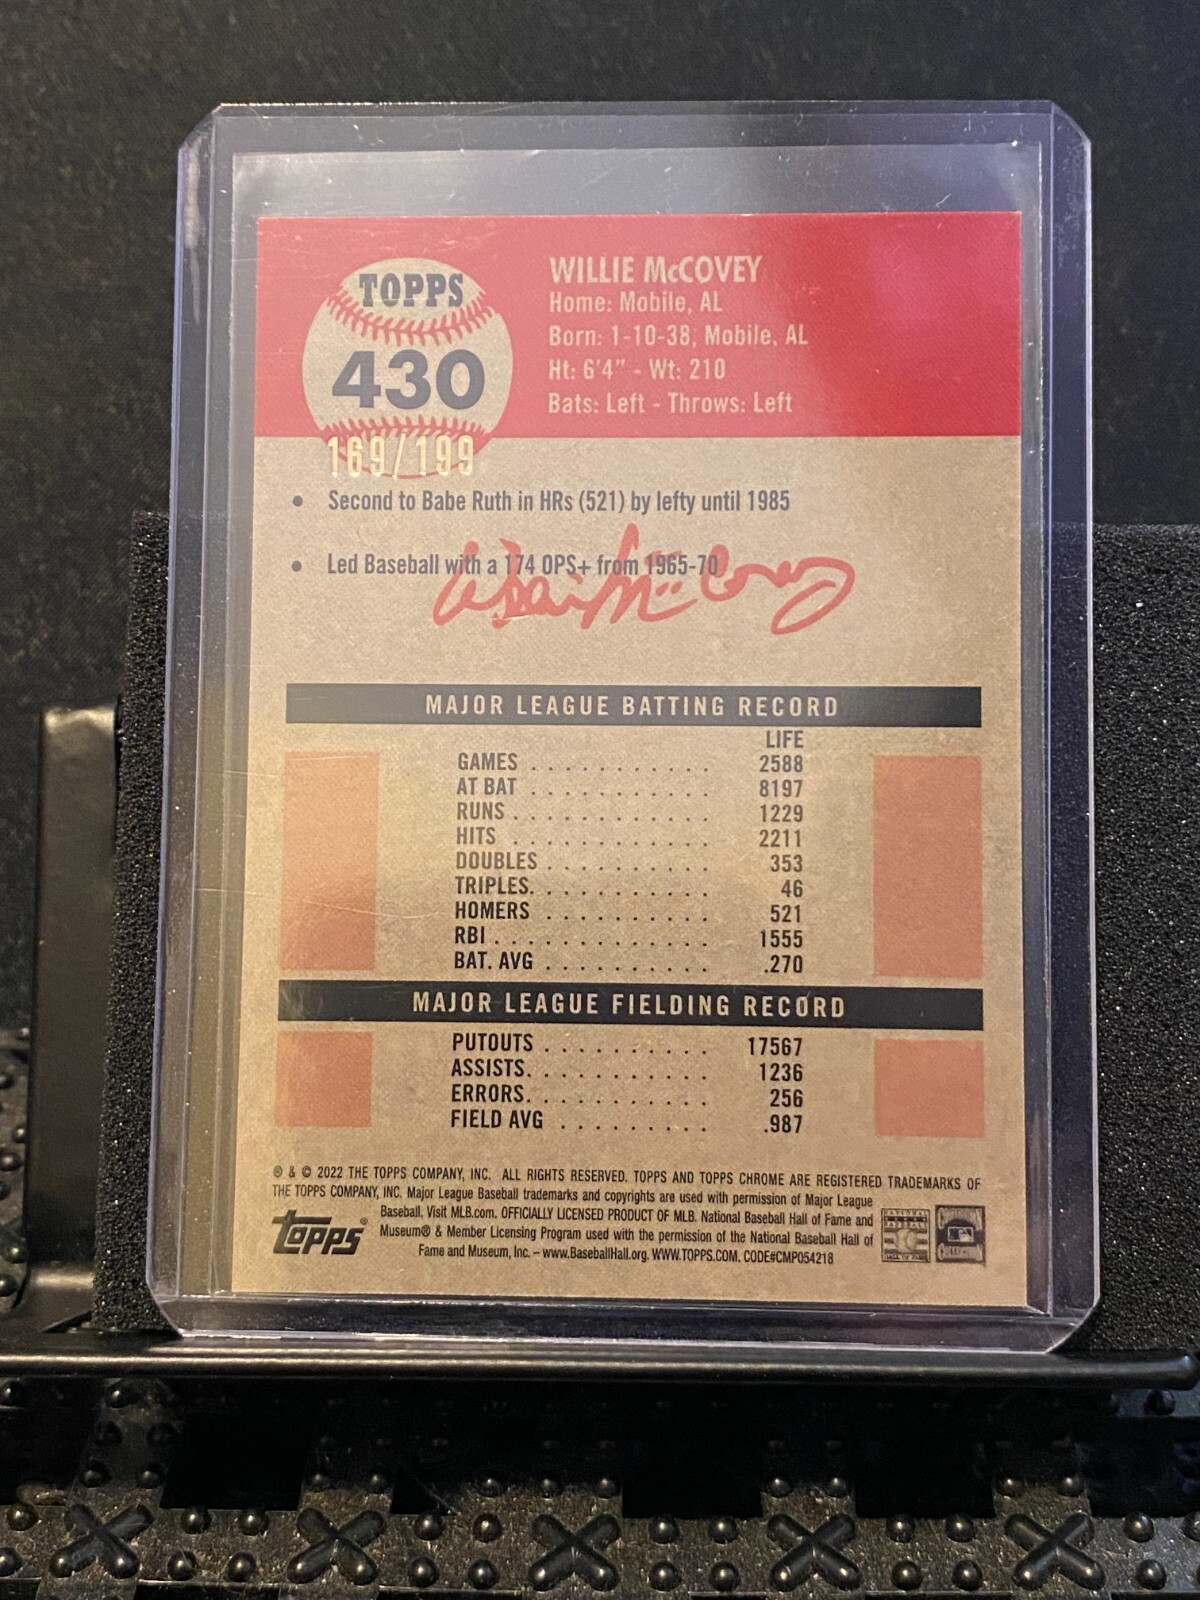 TOPPS
430
169/199
WILLIE McCOVEY
Home: Mobile, AL
Born: 1-10-38, Mobile, AL
Ht: 6'4" - Wt: 210
Bats: Left - Throws: Left
• Second to Babe Ruth in HRs (521) by lefty until 1985
• Led Baseball with a 174 OPS+ from 1965-70
Willie McCovey
MAJOR LEAGUE BATTING RECORD
LIFE
GAMES . . . . . . . . . . . 2588
AT BAT . . . . . . . . . . . 8197
RUNS . . . . . . . . . . . . 1229
HITS . . . . . . . . . . . . 2211
DOUBLES . . . . . . . . . . 353
TRIPLES. . . . . . . . . . . 46
HOMERS . . . . . . . . . . 521
RBI . . . . . . . . . . . . . 1555
BAT. AVG . . . . . . . . . . .270
MAJOR LEAGUE FIELDING RECORD
PUTOUTS . . . . . . . . . . 17567
ASSISTS. . . . . . . . . . . 1236
ERRORS. . . . . . . . . . . 256
FIELD AVG . . . . . . . . . .987
® & © 2022 THE TOPPS COMPANY, INC. ALL RIGHTS RESERVED. TOPPS AND TOPPS CHROME ARE REGISTERED TRADEMARKS OF
THE TOPPS COMPANY, INC. Major League Baseball trademarks and copyrights are used with permission of Major League
Baseball. Visit MLB.com. OFFICIALLY LICENSED PRODUCT OF MLB. National Baseball Hall of Fame and
Museum® & Member Licensing Program used with the permission of the National Baseball Hall of
Fame and Museum, Inc. – www.BaseballHall.org. WWW.TOPPS.COM. CODE#CMP054218
topps®